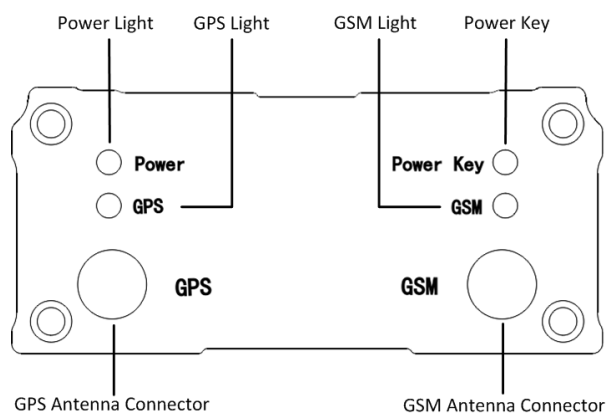 Power Light GPS Light GSM Light Power Key
Power Power Key
GPS GSM
GPS GSM
GPS Antenna Connector GSM Antenna Connector